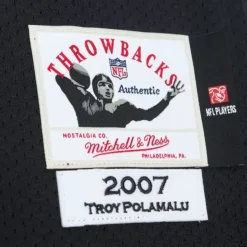 THROWBACKS
NFL
Authentic
NOSTALGIA CO.
Mitchell & Ness
PHILADELPHIA, PA.
NFL PLAYERS
2007
TROY POLAMALU